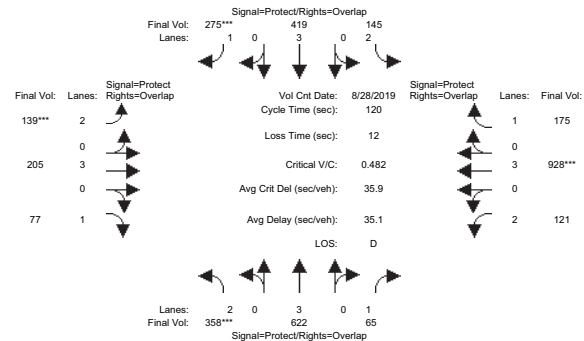 Signal=Protect/Rights=Overlap
Final Vol: 275*** 419 145
Lanes: 1 0 3 0 2
Signal=Protect
Final Vol: Lanes: Rights=Overlap
Vol Cnt Date: 8/28/2019
Signal=Protect
Rights=Overlap Lanes: Final Vol:
Cycle Time (sec): 120
139*** 2
1 175
Loss Time (sec): 12
0
0
205 3
Critical V/C: 0.482
3 928***
0
Avg Crit Del (sec/veh): 35.9
0
77 1
Avg Delay (sec/veh): 35.1
2 121
LOS: D
Lanes: 2 0 3 0 1
Final Vol: 358*** 622 65
Signal=Protect/Rights=Overlap